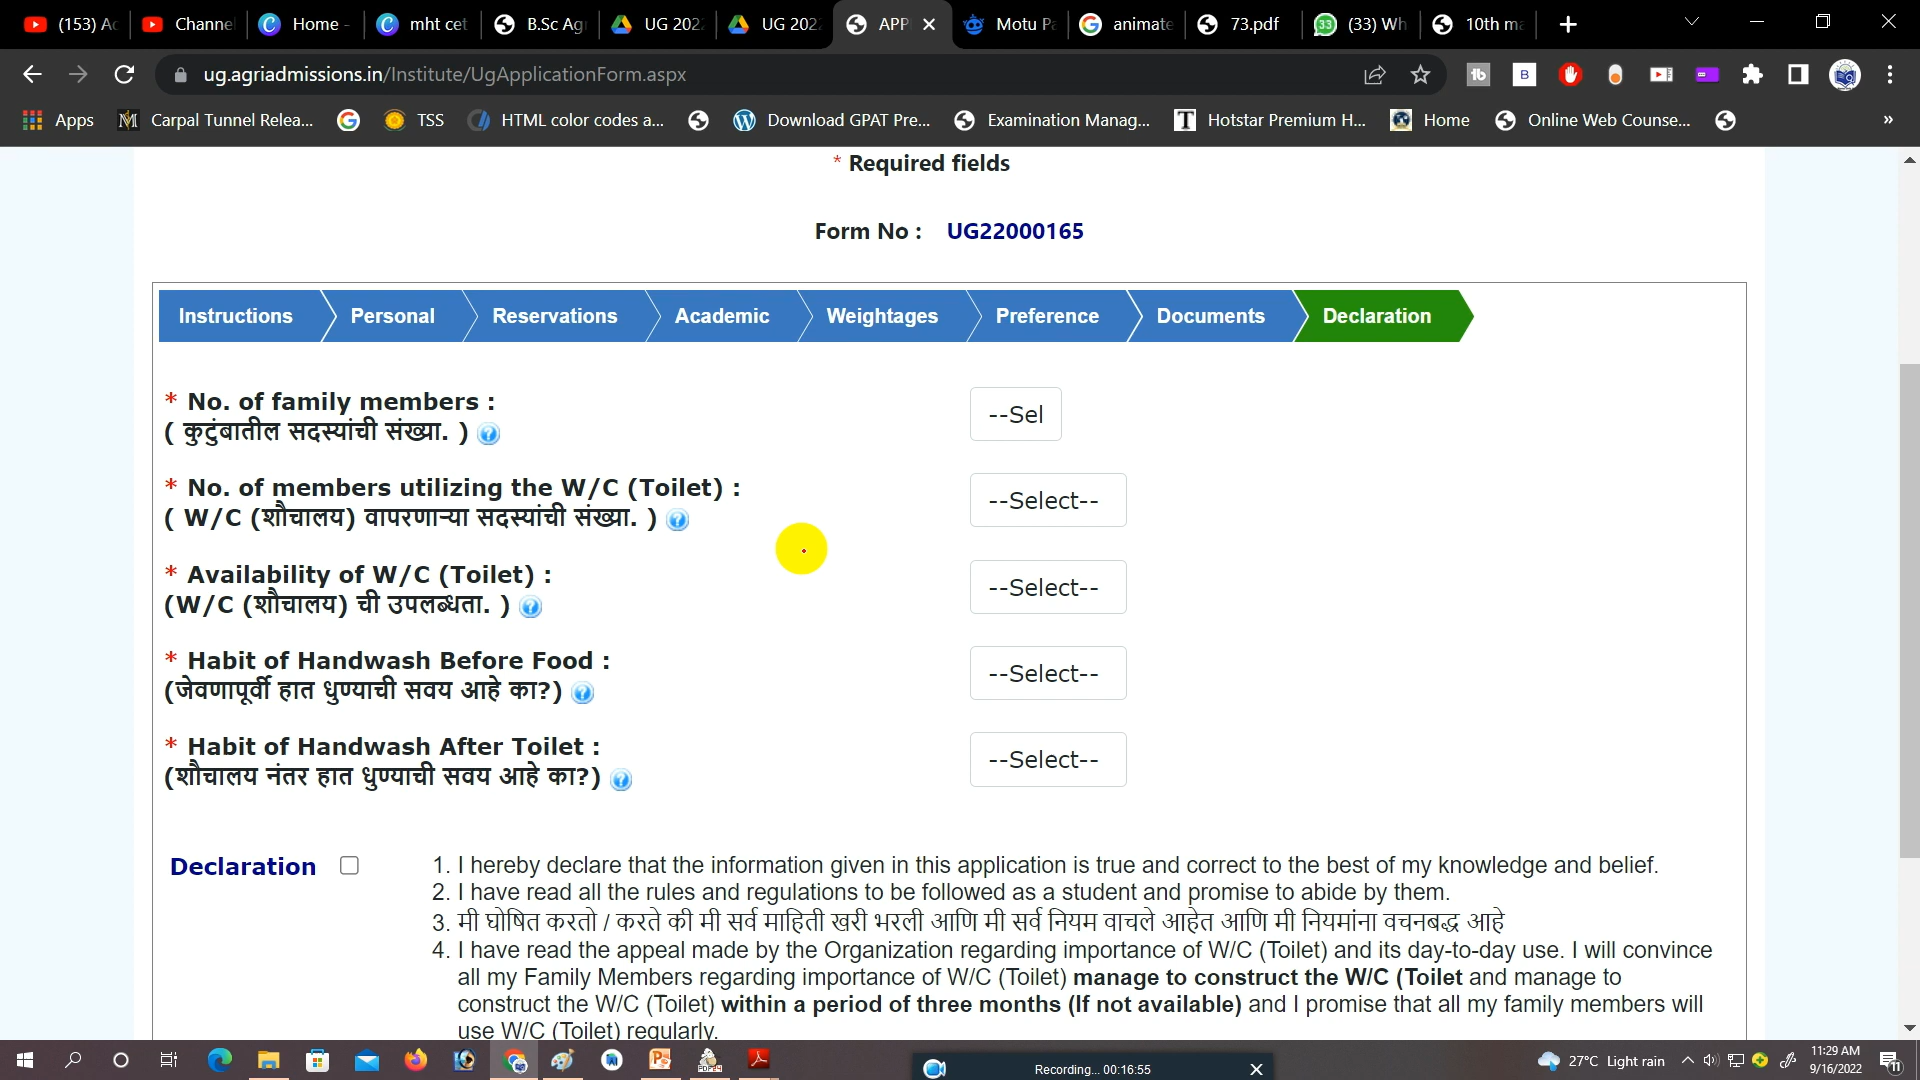 (153) Ac
Channel
Home -
mht cet
B.Sc Agr
UG 2022
UG 2022
APP
Motu Pa
animate
73.pdf
(33) Wh
10th ma
ug.agriadmissions.in/Institute/UgApplicationForm.aspx
Apps
Carpal Tunnel Relea...
TSS
HTML color codes a...
Download GPAT Pre...
Examination Manag...
Hotstar Premium H...
Home
Online Web Counse...
»
* Required fields
Form No : UG22000165
Instructions
Personal
Reservations
Academic
Weightages
Preference
Documents
Declaration
* No. of family members :
( कुटुंबातील सदस्यांची संख्या. )
--Sel
* No. of members utilizing the W/C (Toilet) :
( W/C (शौचालय) वापरणाऱ्या सदस्यांची संख्या. )
--Select--
* Availability of W/C (Toilet) :
(W/C (शौचालय) ची उपलब्धता. )
--Select--
* Habit of Handwash Before Food :
(जेवणापूर्वी हात धुण्याची सवय आहे का?)
--Select--
* Habit of Handwash After Toilet :
(शौचालय नंतर हात धुण्याची सवय आहे का?)
--Select--
Declaration
1. I hereby declare that the information given in this application is true and correct to the best of my knowledge and belief.
2. I have read all the rules and regulations to be followed as a student and promise to abide by them.
3. मी घोषित करतो / करते की मी सर्व माहिती खरी भरली आणि मी सर्व नियम वाचले आहेत आणि मी नियमांना वचनबद्ध आहे
4. I have read the appeal made by the Organization regarding importance of W/C (Toilet) and its day-to-day use. I will convince
all my Family Members regarding importance of W/C (Toilet) manage to construct the W/C (Toilet and manage to
construct the W/C (Toilet) within a period of three months (If not available) and I promise that all my family members will
use W/C (Toilet) regularly.
Recording... 00:16:55
27°C Light rain
11:29 AM
9/16/2022